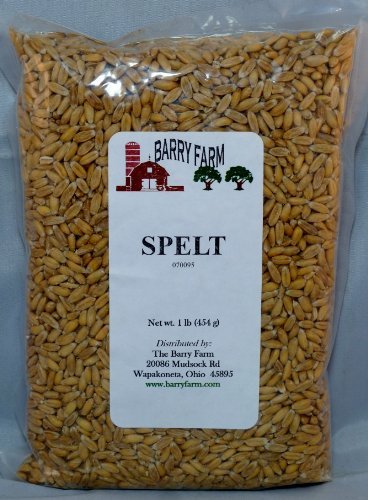 BARRY FARM
SPELT
070095
Net wt. 1 lb (454 g)
Distributed by:
The Barry Farm
20086 Mudsock Rd
Wapakoneta, Ohio 45895
www.barryfarm.com